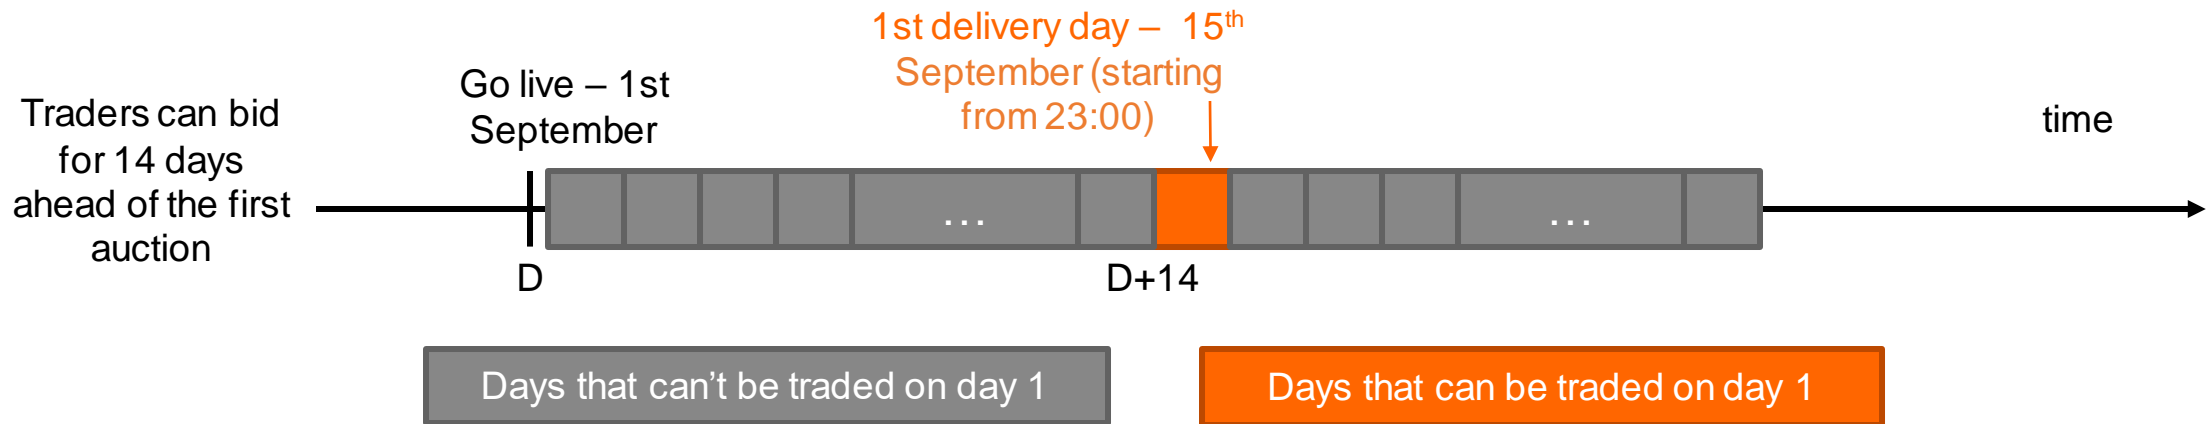 Traders can bid
for 14 days
ahead of the first
auction
Go live – 1st
September
1st delivery day – 15th
September (starting
from 23:00)
time
...
...
D
D+14
Days that can't be traded on day 1
Days that can be traded on day 1